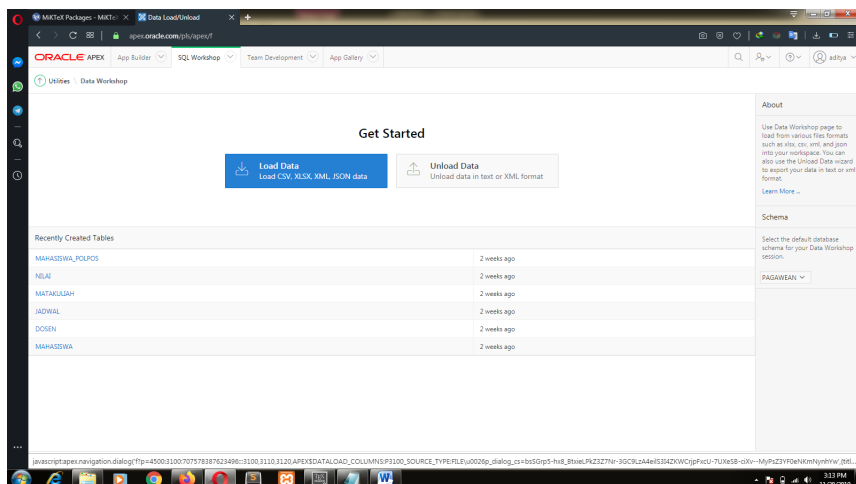 MiKTeX Packages - MiKTeX
Data Load/Unload
apex.oracle.com/pls/apex/f
ORACLE APEX
App Builder
SQL Workshop
Team Development
App Gallery
aditya
Utilities \ Data Workshop
Get Started
Load Data
Load CSV, XLSX, XML, JSON data
Unload Data
Unload data in text or XML format
About
Use Data Workshop page to
load from various files formats
such as xlsx, csv, xml, and json
into your workspace. You can
also use the Unload Data wizard
to export your data in text or xml
format.
Learn More ..
Schema
Select the default database
schema for your Data Workshop
session.
PAGAWEAN
Recently Created Tables
MAHASISWA_POLPOS 2 weeks ago
NILAI 2 weeks ago
MATAKULIAH 2 weeks ago
JADWAL 2 weeks ago
DOSEN 2 weeks ago
MAHASISWA 2 weeks ago
3:13 PM